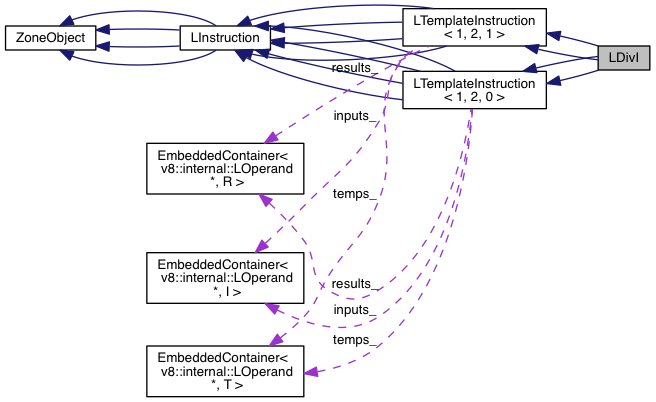 ZoneObject
LInstruction
LTemplateInstruction
< 1, 2, 1 >
LDivI
LTemplateInstruction
< 1, 2, 0 >
results_
inputs_
temps_
EmbeddedContainer<
v8::internal::LOperand
*, R >
EmbeddedContainer<
v8::internal::LOperand
*, I >
results_
inputs_
temps_
EmbeddedContainer<
v8::internal::LOperand
*, T >